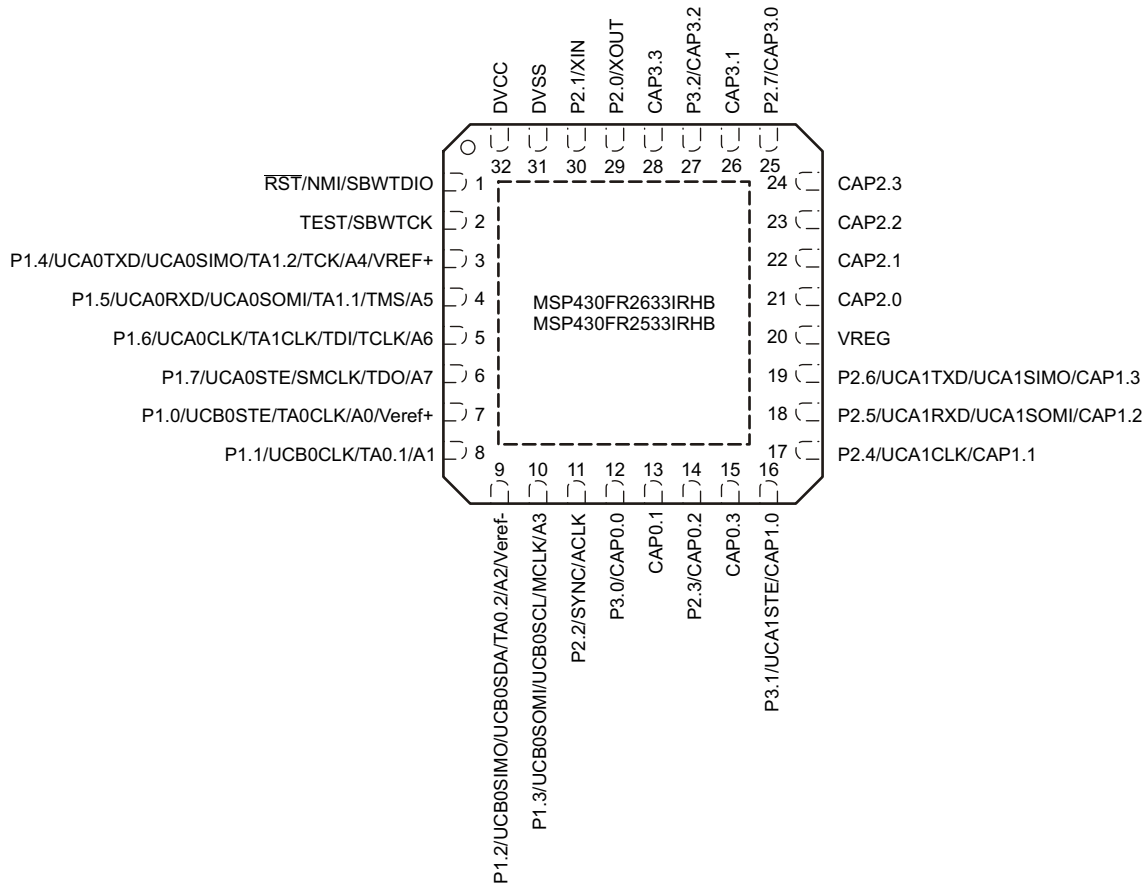 DVCC
DVSS
P2.1/XIN
P2.0/XOUT
CAP3.3
P3.2/CAP3.2
CAP3.1
P2.7/CAP3.0
32
31
30
29
28
27
26
25
RST/NMI/SBWTDIO
1
TEST/SBWTCK
2
P1.4/UCA0TXD/UCA0SIMO/TA1.2/TCK/A4/VREF+
3
P1.5/UCA0RXD/UCA0SOMI/TA1.1/TMS/A5
4
P1.6/UCA0CLK/TA1CLK/TDI/TCLK/A6
5
P1.7/UCA0STE/SMCLK/TDO/A7
6
P1.0/UCB0STE/TA0CLK/A0/Veref+
7
P1.1/UCB0CLK/TA0.1/A1
8
MSP430FR2633IRHB
MSP430FR2533IRHB
24
CAP2.3
23
CAP2.2
22
CAP2.1
21
CAP2.0
20
VREG
19
P2.6/UCA1TXD/UCA1SIMO/CAP1.3
18
P2.5/UCA1RXD/UCA1SOMI/CAP1.2
17
P2.4/UCA1CLK/CAP1.1
9
10
11
12
13
14
15
16
P1.2/UCB0SIMO/UCB0SDA/TA0.2/A2/Veref-
P1.3/UCB0SOMI/UCB0SCL/MCLK/A3
P2.2/SYNC/ACLK
P3.0/CAP0.0
CAP0.1
P2.3/CAP0.2
CAP0.3
P3.1/UCA1STE/CAP1.0